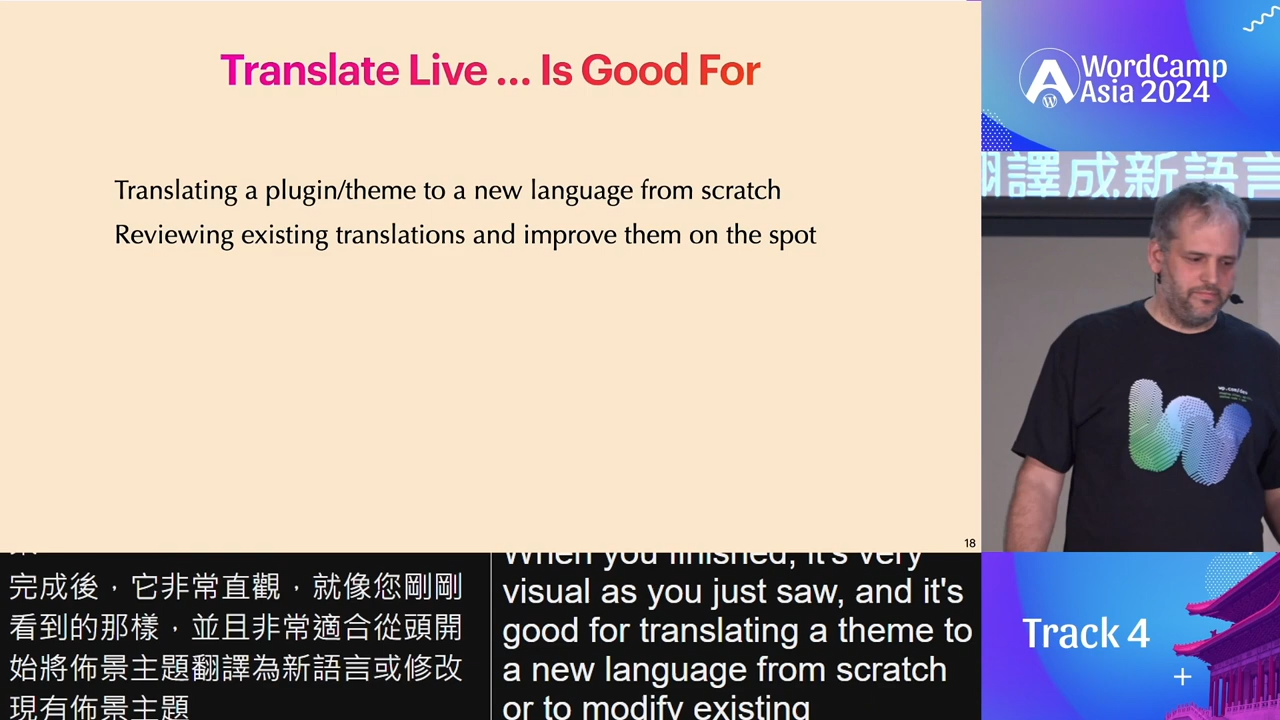 Translate Live ... Is Good For
Translating a plugin/theme to a new language from scratch
Reviewing existing translations and improve them on the spot
18
WordCamp
Asia 2024
翻譯成新語言
wp.com/dev
Track 4
完成後，它非常直觀，就像您剛剛
看到的那樣，並且非常適合從頭開
始將佈景主題翻譯為新語言或修改
現有佈景主題
When you finished, it's very
visual as you just saw, and it's
good for translating a theme to
a new language from scratch
or to modify existing